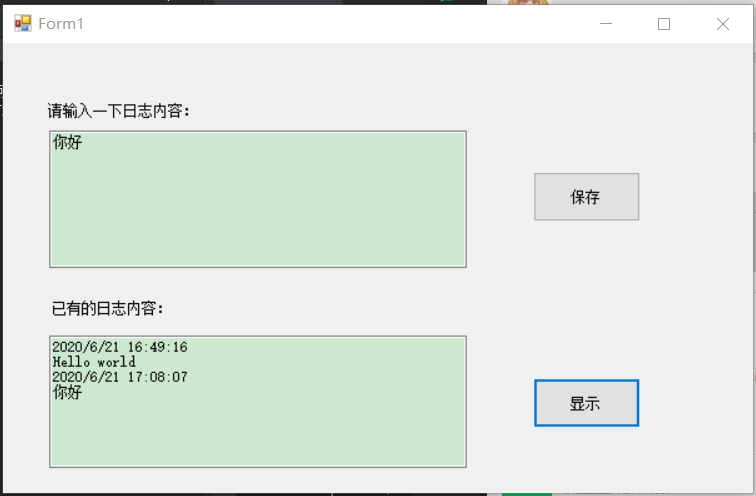 Form1
请输入一下日志内容：
你好
保存
已有的日志内容：
2020/6/21 16:49:16
Hello world
2020/6/21 17:08:07
你好
显示